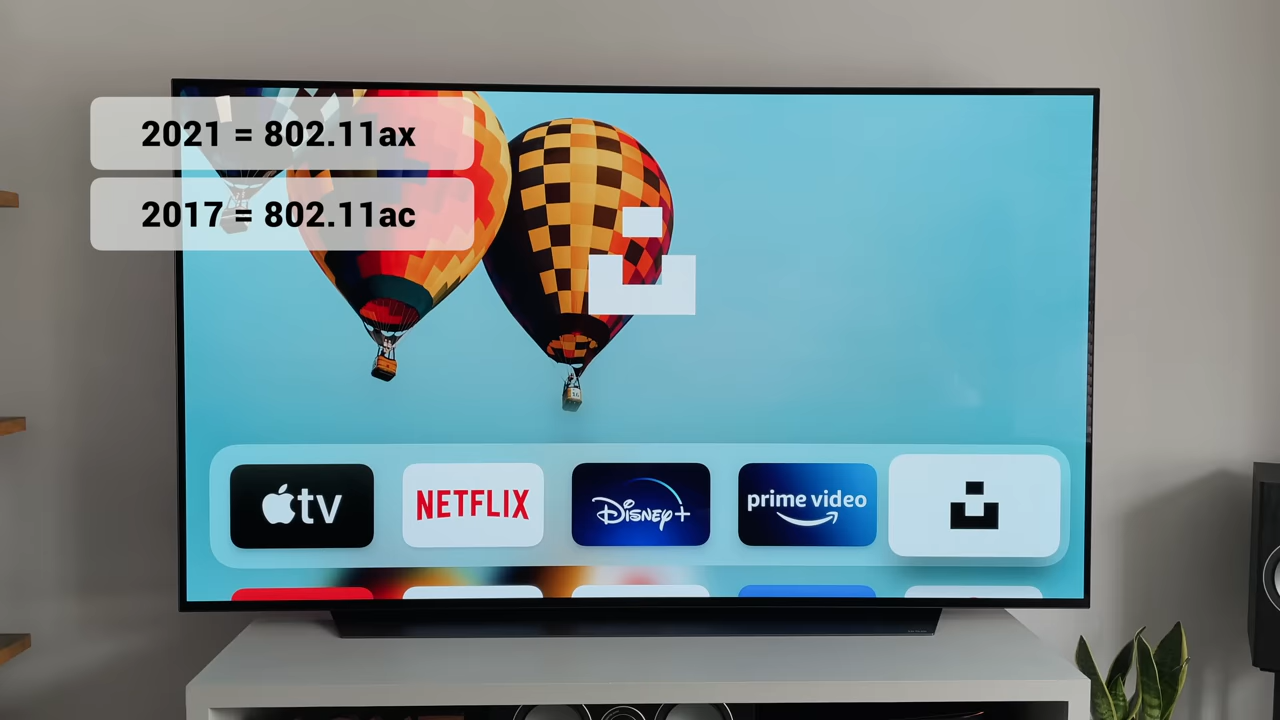 2021 = 802.11ax
2017 = 802.11ac
tv
NETFLIX
Disney+
prime video